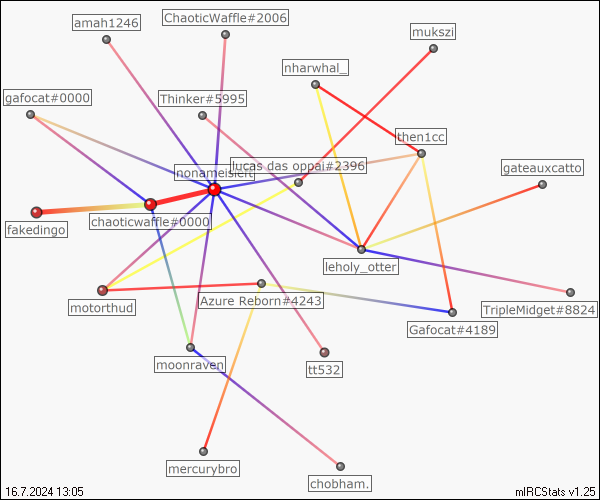 ChaoticWaffle#2006
amah1246
mukszi
nharwhal_
gafocat#0000
Thinker#5995
then1cc
lucas das oppai#2396
nonameisleft
gateauxcatto
chaoticwaffle#0000
fakedingo
leholy_otter
motorthud
Azure Reborn#4243
TripleMidget#8824
Gafocat#4189
moonraven
tt532
mercurybro
chobham.
16.7.2024 13:05
mIRCStats v1.25